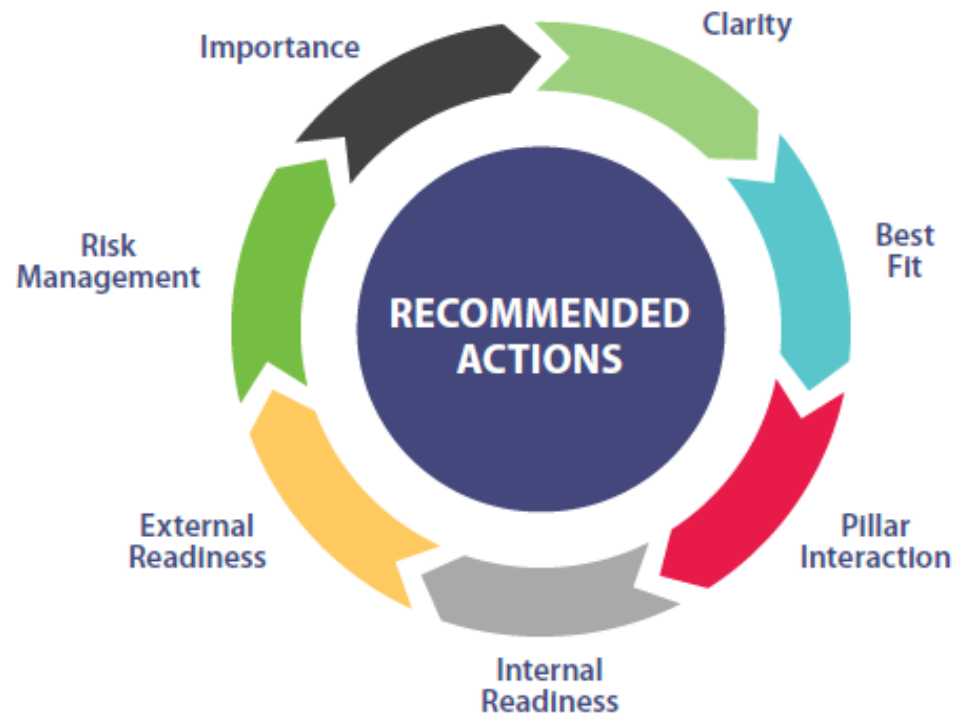 Clarity
Importance
Best
Fit
Risk
Management
RECOMMENDED
ACTIONS
Pillar
Interaction
External
Readiness
Internal
Readiness